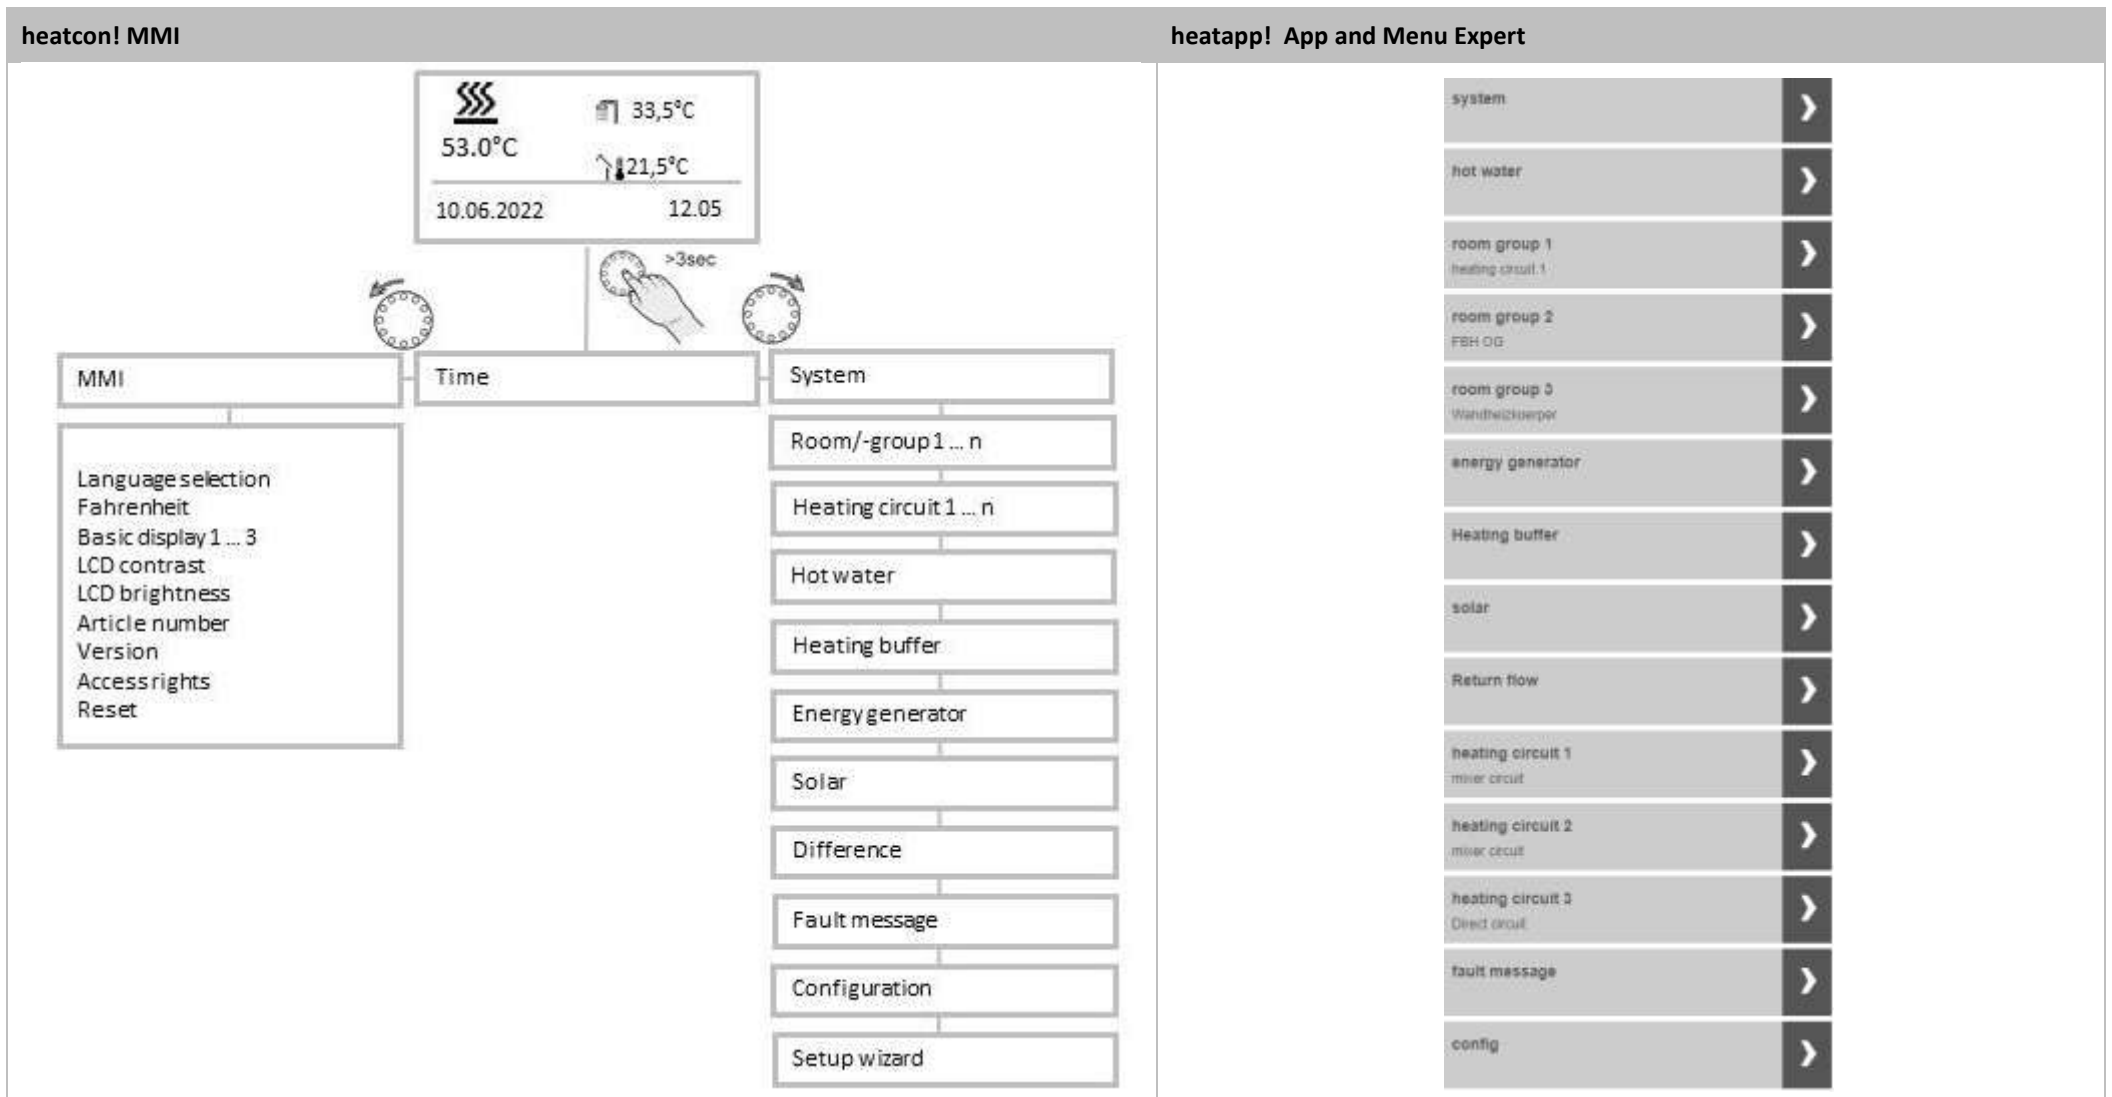 heatcon! MMI
heatapp! App and Menu Expert
33,5°C
53.0°C
21,5°C
10.06.2022 12.05
>3sec
MMI
Time
System
Language selection
Fahrenheit
Basic display 1 ... 3
LCD contrast
LCD brightness
Article number
Version
Access rights
Reset
Room/-group 1 ... n
Heating circuit 1 ... n
Hot water
Heating buffer
Energy generator
Solar
Difference
Fault message
Configuration
Setup wizard
system
hot water
room group 1
heating circuit 1
room group 2
FBH OG
room group 3
Wandheizkoerper
energy generator
Heating buffer
solar
Return flow
heating circuit 1
mixer circuit
heating circuit 2
mixer circuit
heating circuit 3
Direct circuit
fault message
config